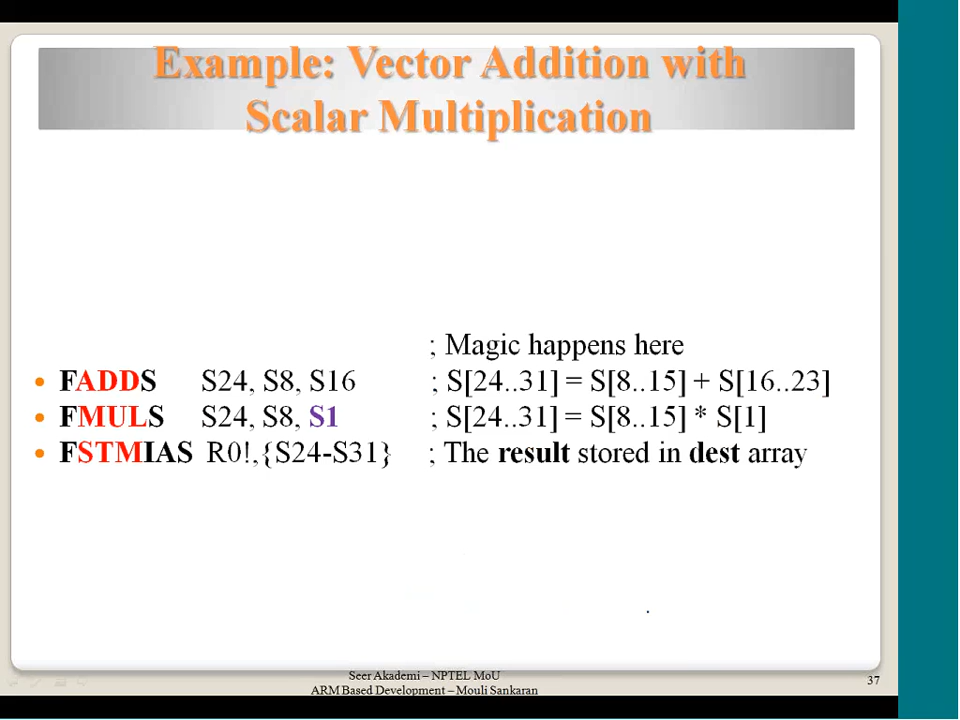 Example: Vector Addition with
Scalar Multiplication
; Magic happens here
• FADDS S24, S8, S16 ; S[24..31] = S[8..15] + S[16..23]
• FMULS S24, S8, S1 ; S[24..31] = S[8..15] * S[1]
• FSTMIAS R0!,{S24-S31} ; The result stored in dest array
.
Seer Akademi – NPTEL MoU
ARM Based Development – Mouli Sankaran
37